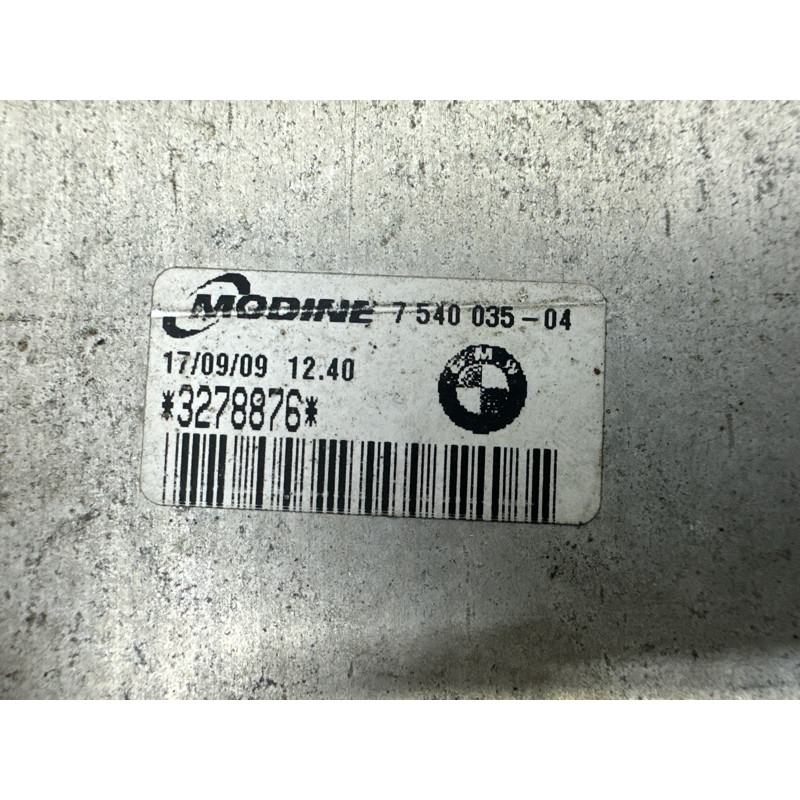 MODINE 7 540 035-04
17/09/09 12.40
BMW
*3278876*